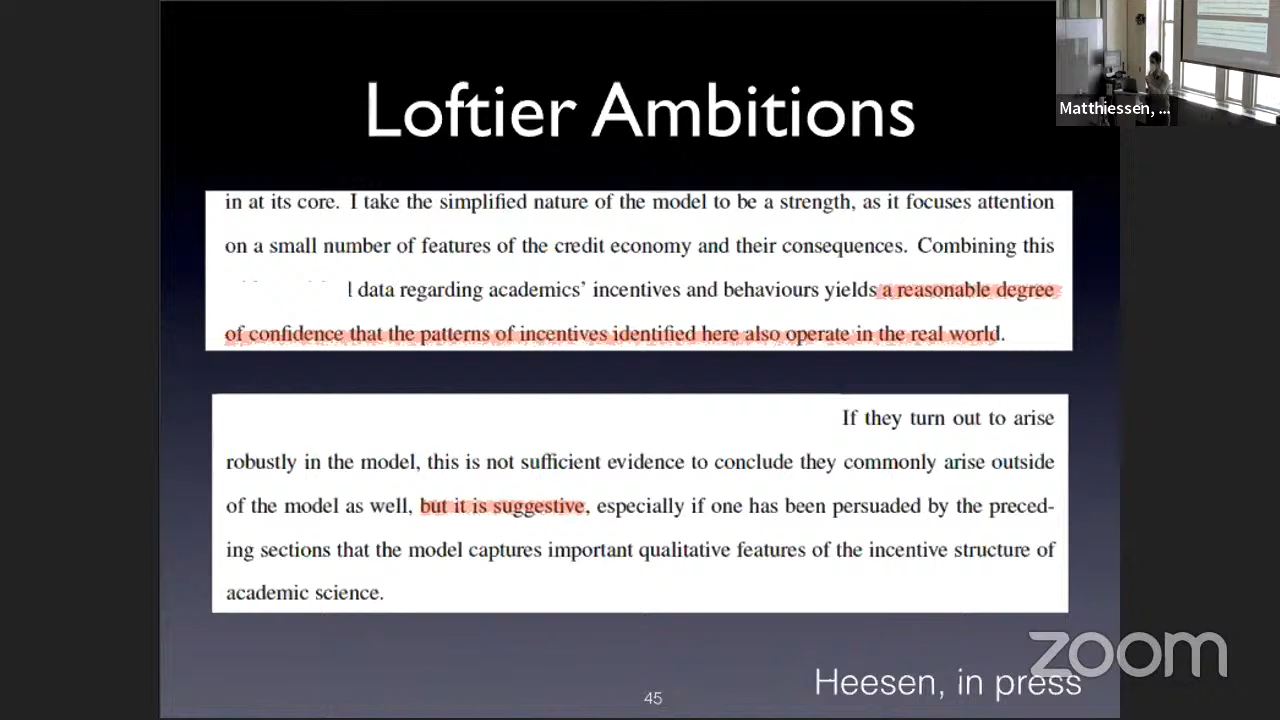 Loftier Ambitions
Matthiessen, ...
in at its core. I take the simplified nature of the model to be a strength, as it focuses attention
on a small number of features of the credit economy and their consequences. Combining this
l data regarding academics’ incentives and behaviours yields a reasonable degree
of confidence that the patterns of incentives identified here also operate in the real world.
If they turn out to arise
robustly in the model, this is not sufficient evidence to conclude they commonly arise outside
of the model as well, but it is suggestive, especially if one has been persuaded by the preced-
ing sections that the model captures important qualitative features of the incentive structure of
academic science.
zoom
Heesen, in press
45